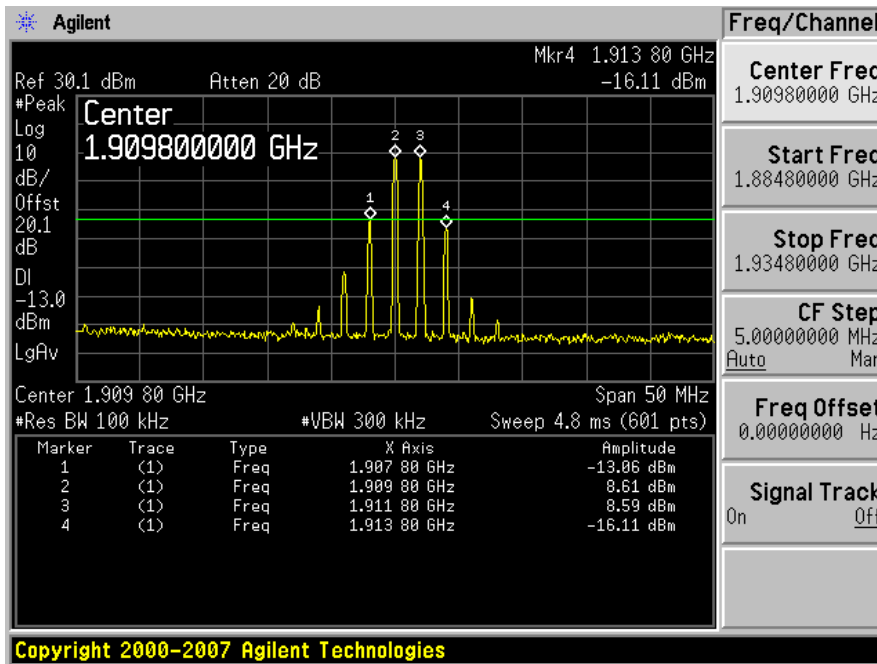 Agilent
Freq/Channel
Mkr4 1.913 80 GHz
Ref 30.1 dBm Atten 20 dB -16.11 dBm
#Peak
Log
10
dB/
Offst
20.1
dB
DI
-13.0
dBm
LgAv
Center
1.909800000 GHz
1
2
3
4
Center 1.909 80 GHz Span 50 MHz
#Res BW 100 kHz #VBW 300 kHz Sweep 4.8 ms (601 pts)
Marker Trace Type X Axis Amplitude
1 (1) Freq 1.907 80 GHz -13.06 dBm
2 (1) Freq 1.909 80 GHz 8.61 dBm
3 (1) Freq 1.911 80 GHz 8.59 dBm
4 (1) Freq 1.913 80 GHz -16.11 dBm
Center Freq
1.90980000 GHz
Start Freq
1.88480000 GHz
Stop Freq
1.93480000 GHz
CF Step
5.00000000 MHz
Auto Man
Freq Offset
0.00000000 Hz
Signal Track
On Off
Copyright 2000-2007 Agilent Technologies